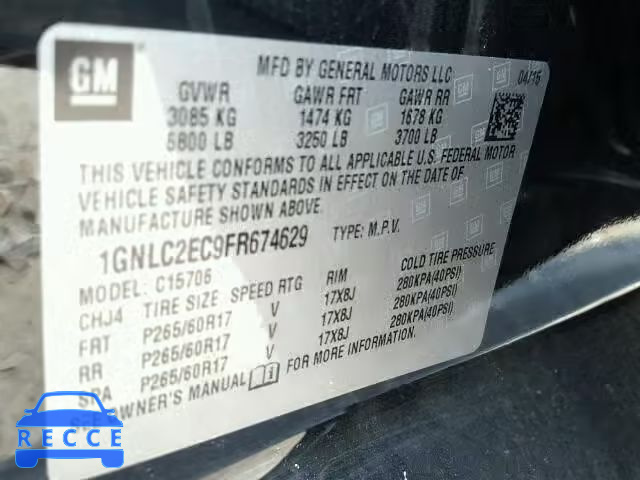 GM
MFD BY GENERAL MOTORS LLC 04/15
GVWR GAWR FRT GAWR RR
3085 KG 1474 KG 1678 KG
6800 LB 3250 LB 3700 LB
THIS VEHICLE CONFORMS TO ALL APPLICABLE U.S. FEDERAL MOTOR
VEHICLE SAFETY STANDARDS IN EFFECT ON THE DATE OF
MANUFACTURE SHOWN ABOVE.
1GNLC2EC9FR674629 TYPE: M.P.V.
MODEL: C15706
CHJ4 TIRE SIZE SPEED RTG RIM COLD TIRE PRESSURE
FRT P265/60R17 V 17X8J 280KPA(40PSI)
RR P265/60R17 V 17X8J 280KPA(40PSI)
SPA P265/60R17 V 17X8J 280KPA(40PSI)
SEE OWNER'S MANUAL FOR MORE INFORMATION.
AUTOHELPERBOT.COM